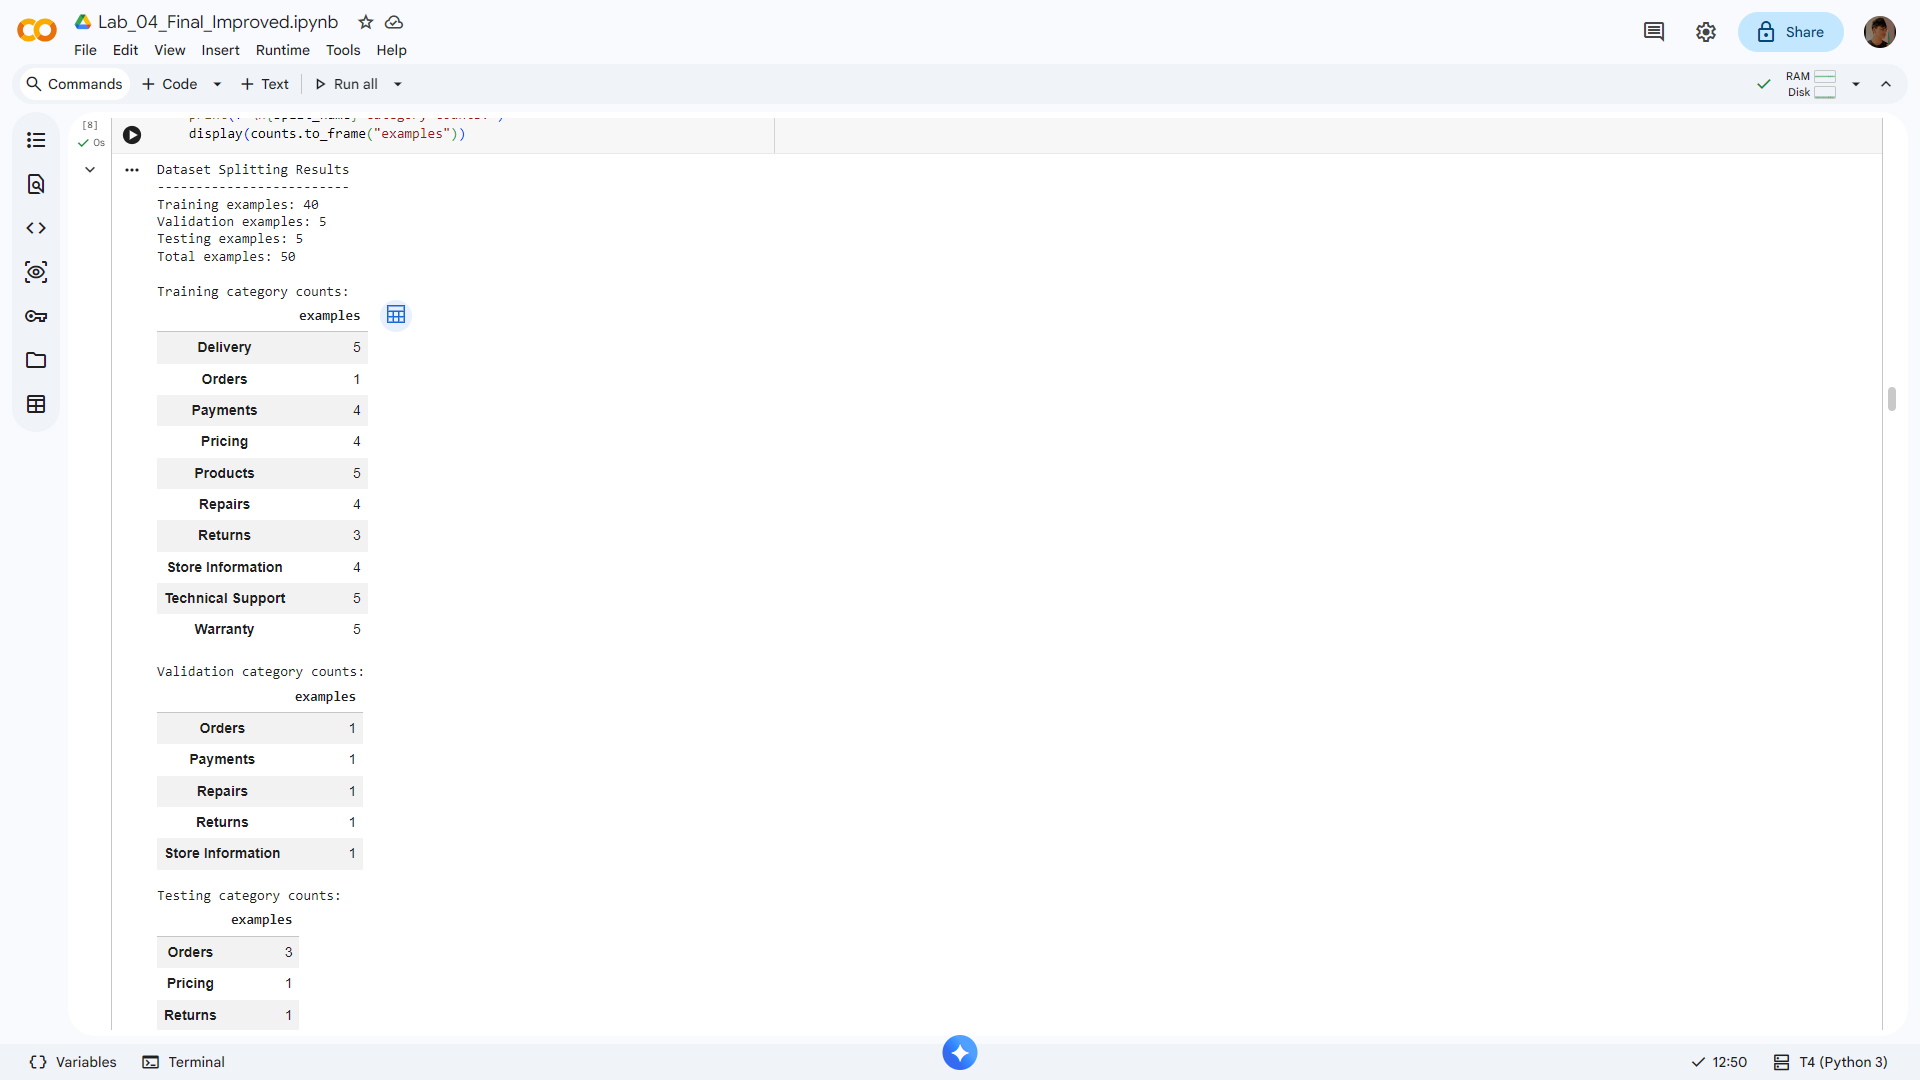 Lab_04_Final_Improved.ipynb
File Edit View Insert Runtime Tools Help
Share
Commands + Code + Text Run all
RAM
Disk
[8]
0s
display(counts.to_frame("examples"))
Dataset Splitting Results
-------------------------
Training examples: 40
Validation examples: 5
Testing examples: 5
Total examples: 50
Training category counts:
examples
Delivery 5
Orders 1
Payments 4
Pricing 4
Products 5
Repairs 4
Returns 3
Store Information 4
Technical Support 5
Warranty 5
Validation category counts:
examples
Orders 1
Payments 1
Repairs 1
Returns 1
Store Information 1
Testing category counts:
examples
Orders 3
Pricing 1
Returns 1
Variables Terminal
12:50 T4 (Python 3)